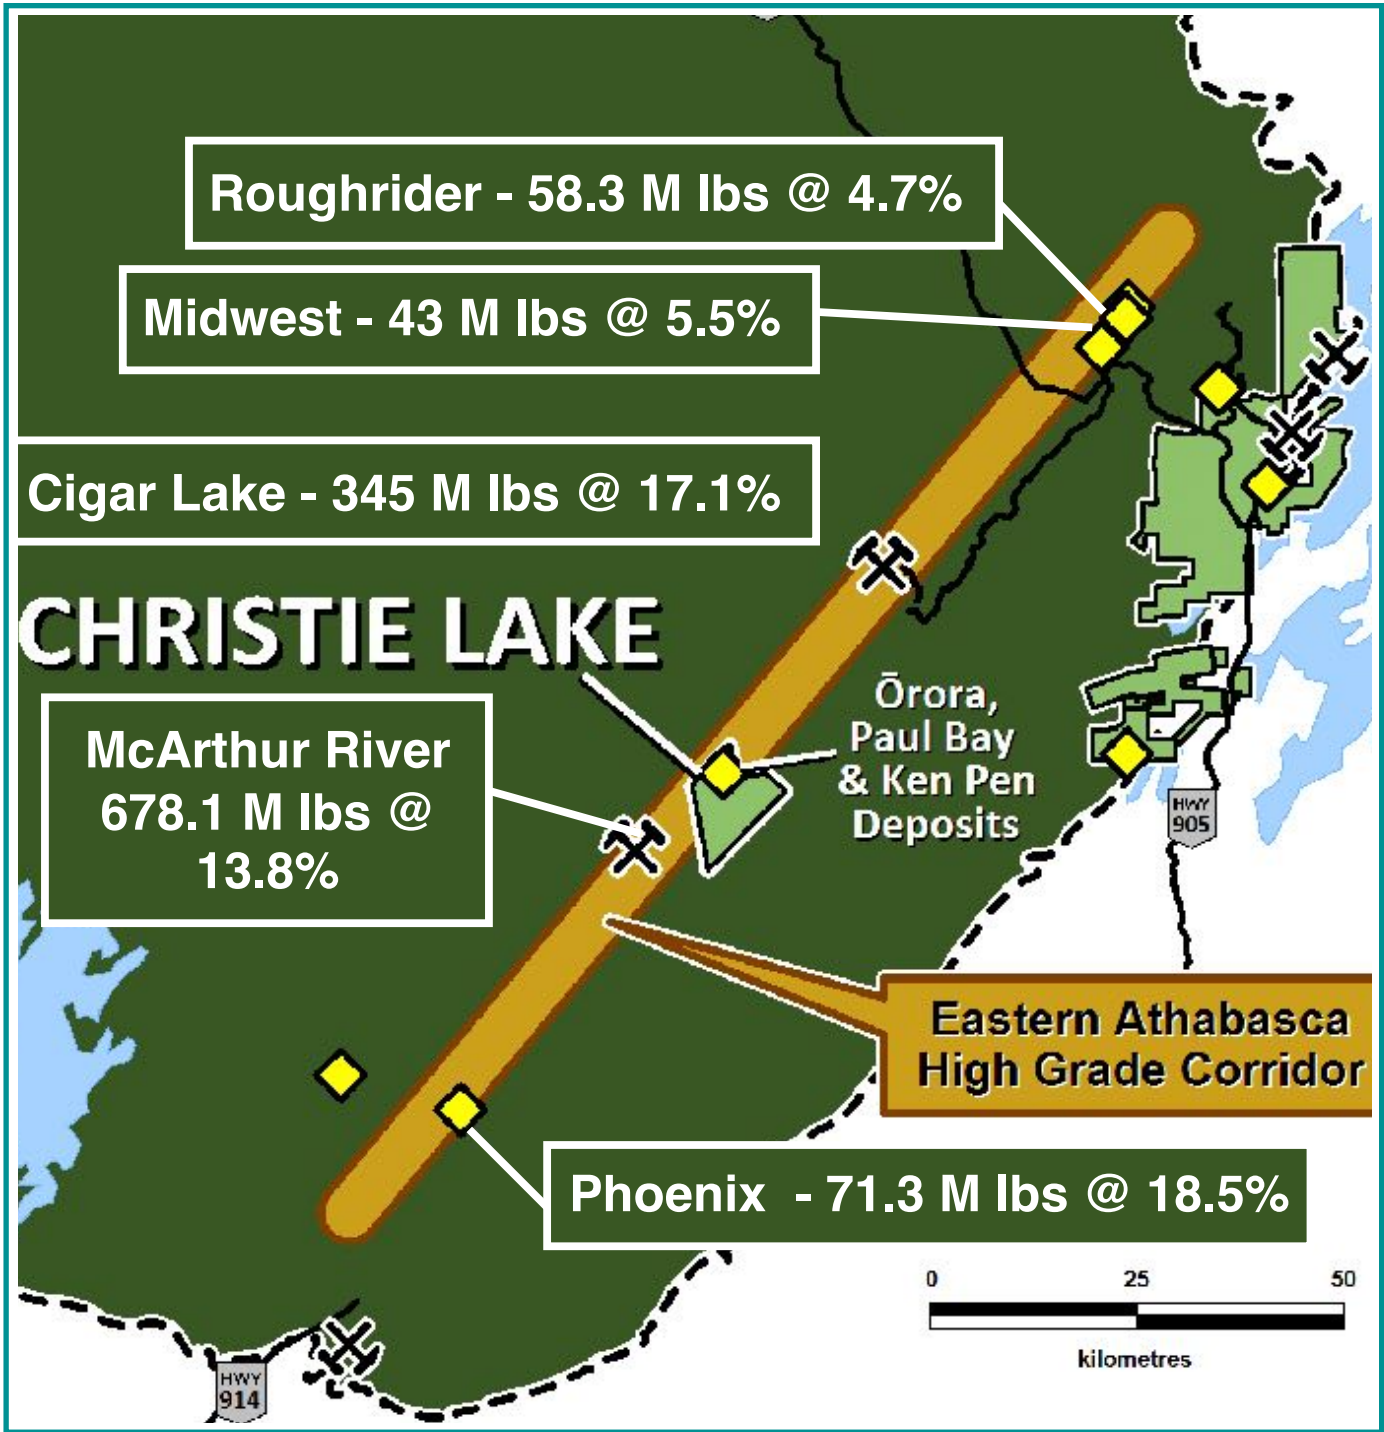 Roughrider - 58.3 M lbs @ 4.7%
Midwest - 43 M lbs @ 5.5%
Cigar Lake - 345 M lbs @ 17.1%
CHRISTIE LAKE
McArthur River
678.1 M lbs @
13.8%
Ōrora,
Paul Bay
& Ken Pen
Deposits
HWY
905
Eastern Athabasca
High Grade Corridor
Phoenix - 71.3 M lbs @ 18.5%
0 25 50
kilometres
HWY
914